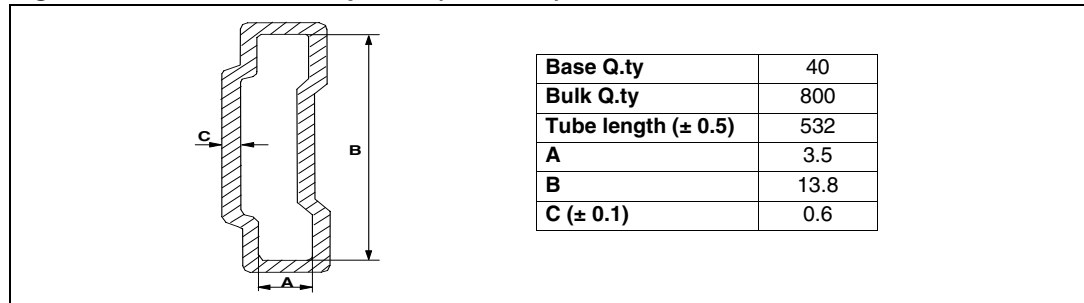 C
B
A
Base Q.ty 40
Bulk Q.ty 800
Tube length (± 0.5) 532
A 3.5
B 13.8
C (± 0.1) 0.6